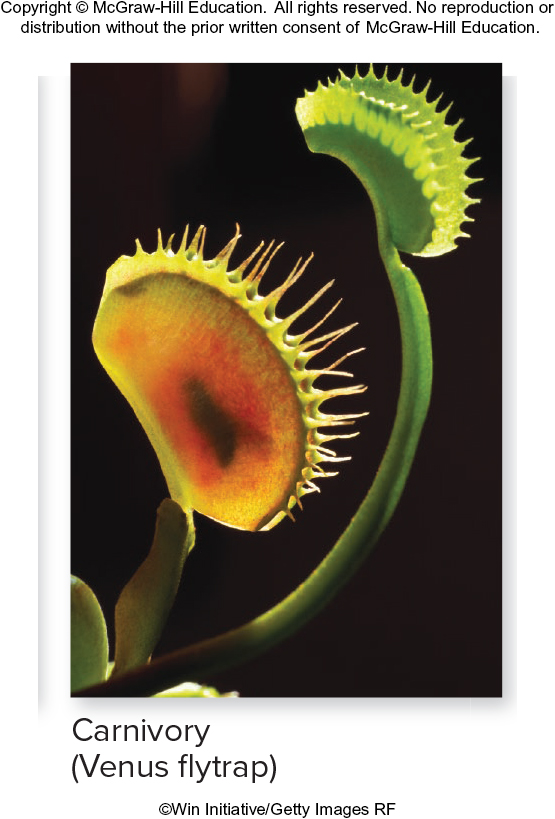 Copyright © McGraw-Hill Education. All rights reserved. No reproduction or
distribution without the prior written consent of McGraw-Hill Education.
Carnivory
(Venus flytrap)
©Win Initiative/Getty Images RF